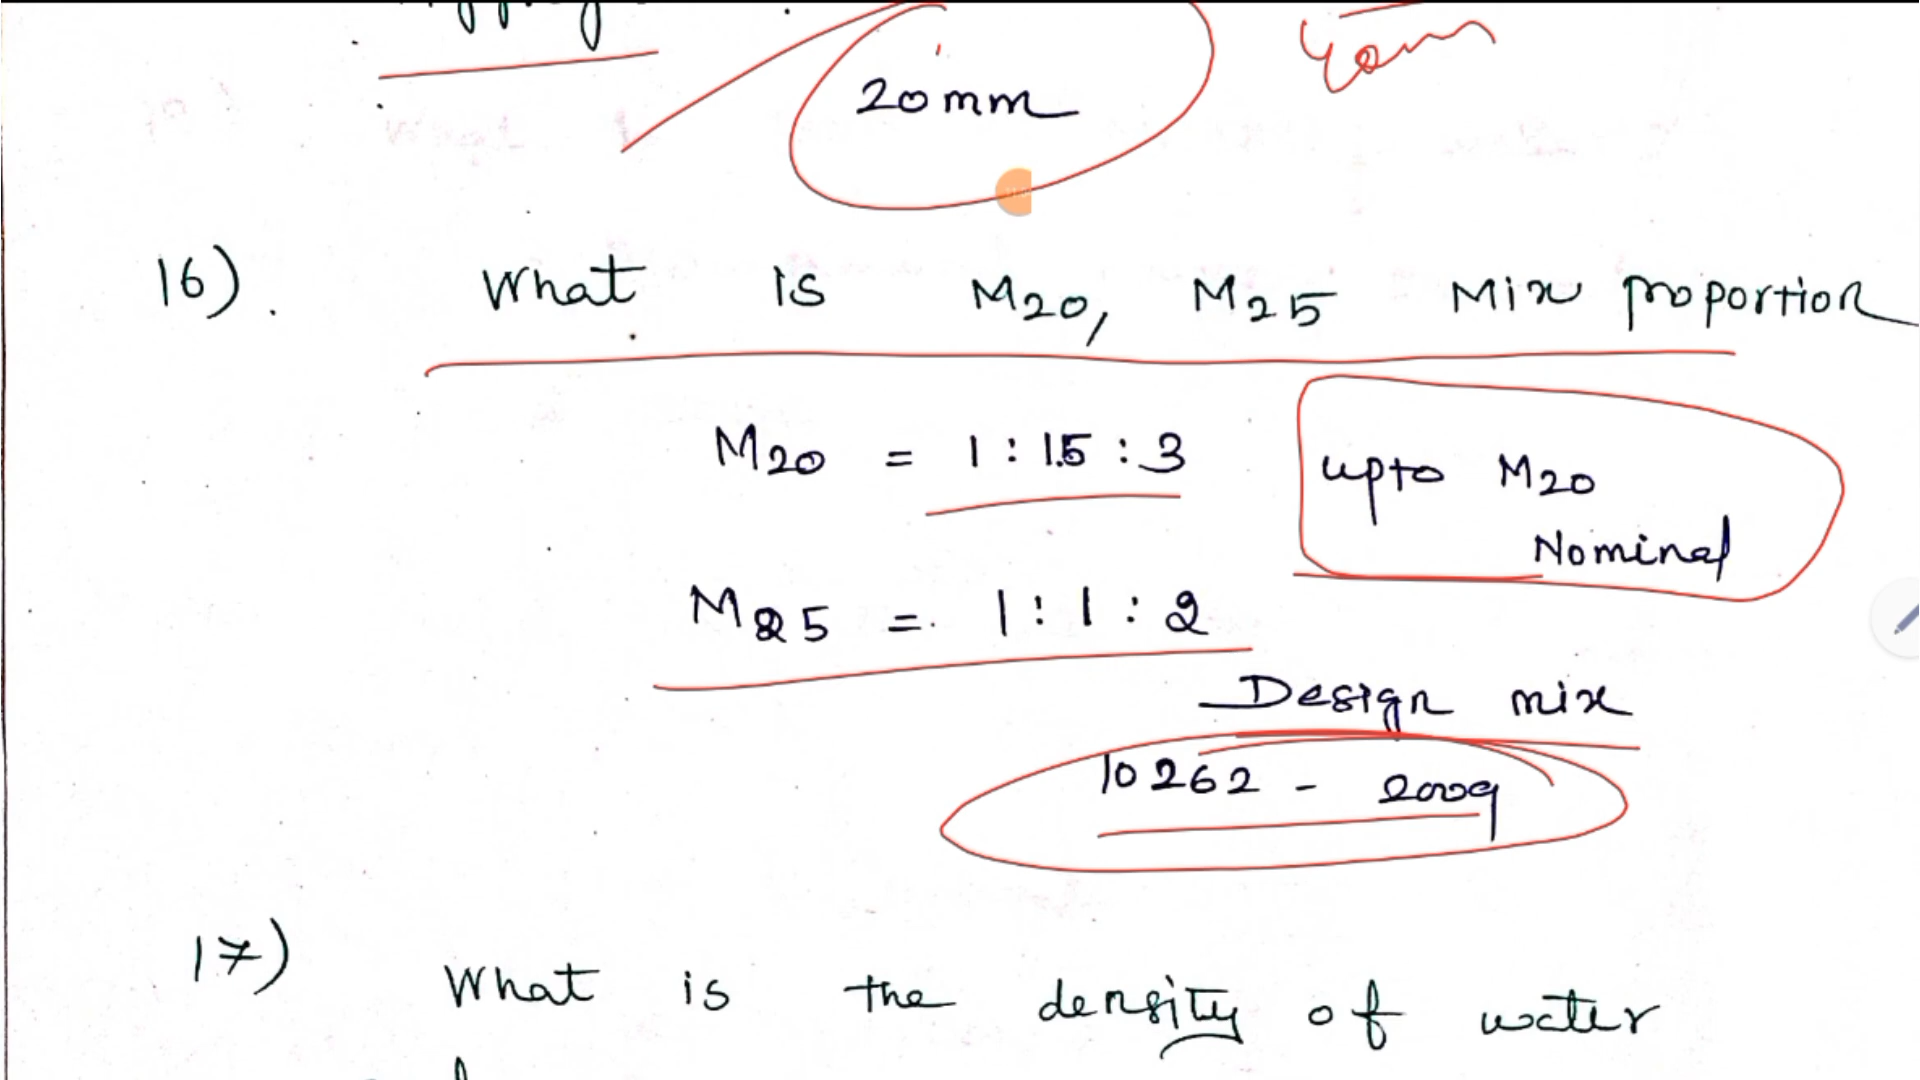 20mm
16). What is M20, M25 Mix proportion
M20 = 1 : 1.5 : 3
upto M20
Nominal
M25 = 1 : 1 : 2
Design mix
10262 - 2009
17) What is the density of water